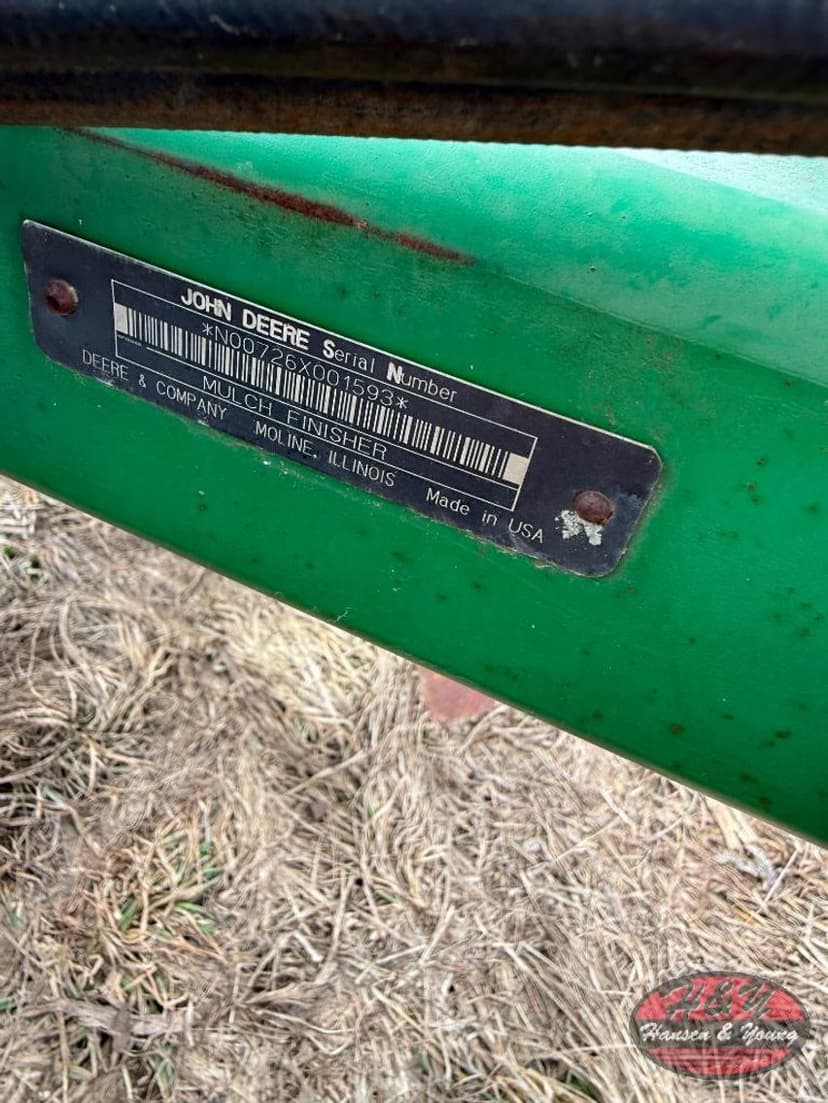 JOHN DEERE Serial Number
*N00726X001593*
MULCH FINISHER
DEERE & COMPANY MOLINE, ILLINOIS Made in USA
H&Y
Hansen & Young